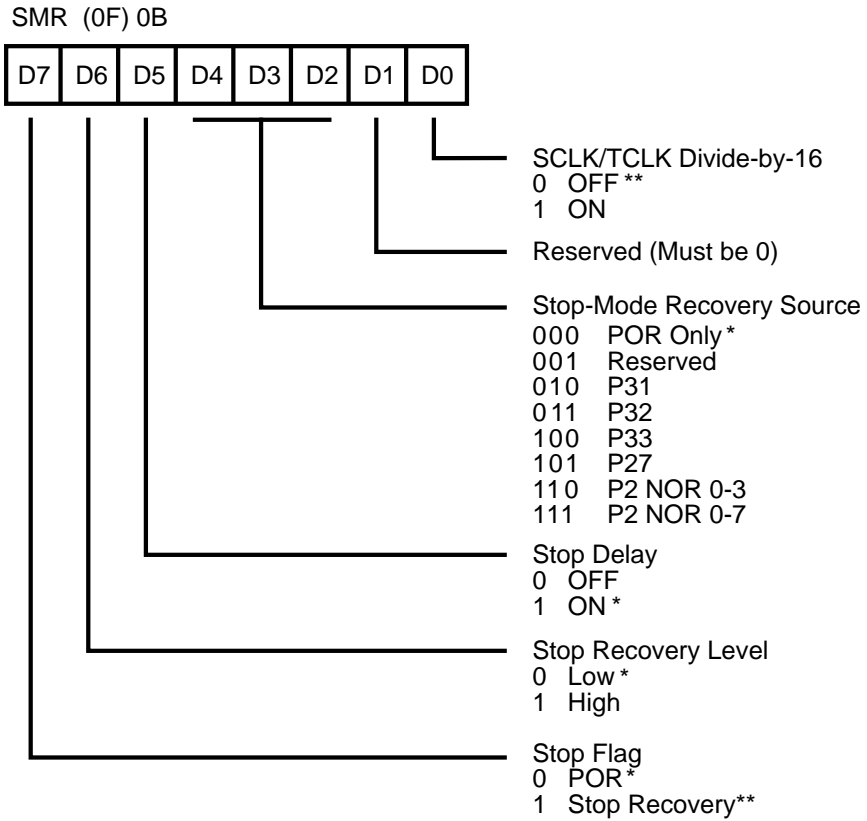 SMR (0F) 0B
D7 D6 D5 D4 D3 D2 D1 D0
SCLK/TCLK Divide-by-16
0 OFF **
1 ON
Reserved (Must be 0)
Stop-Mode Recovery Source
000 POR Only *
001 Reserved
010 P31
011 P32
100 P33
101 P27
110 P2 NOR 0-3
111 P2 NOR 0-7
Stop Delay
0 OFF
1 ON *
Stop Recovery Level
0 Low *
1 High
Stop Flag
0 POR *
1 Stop Recovery**